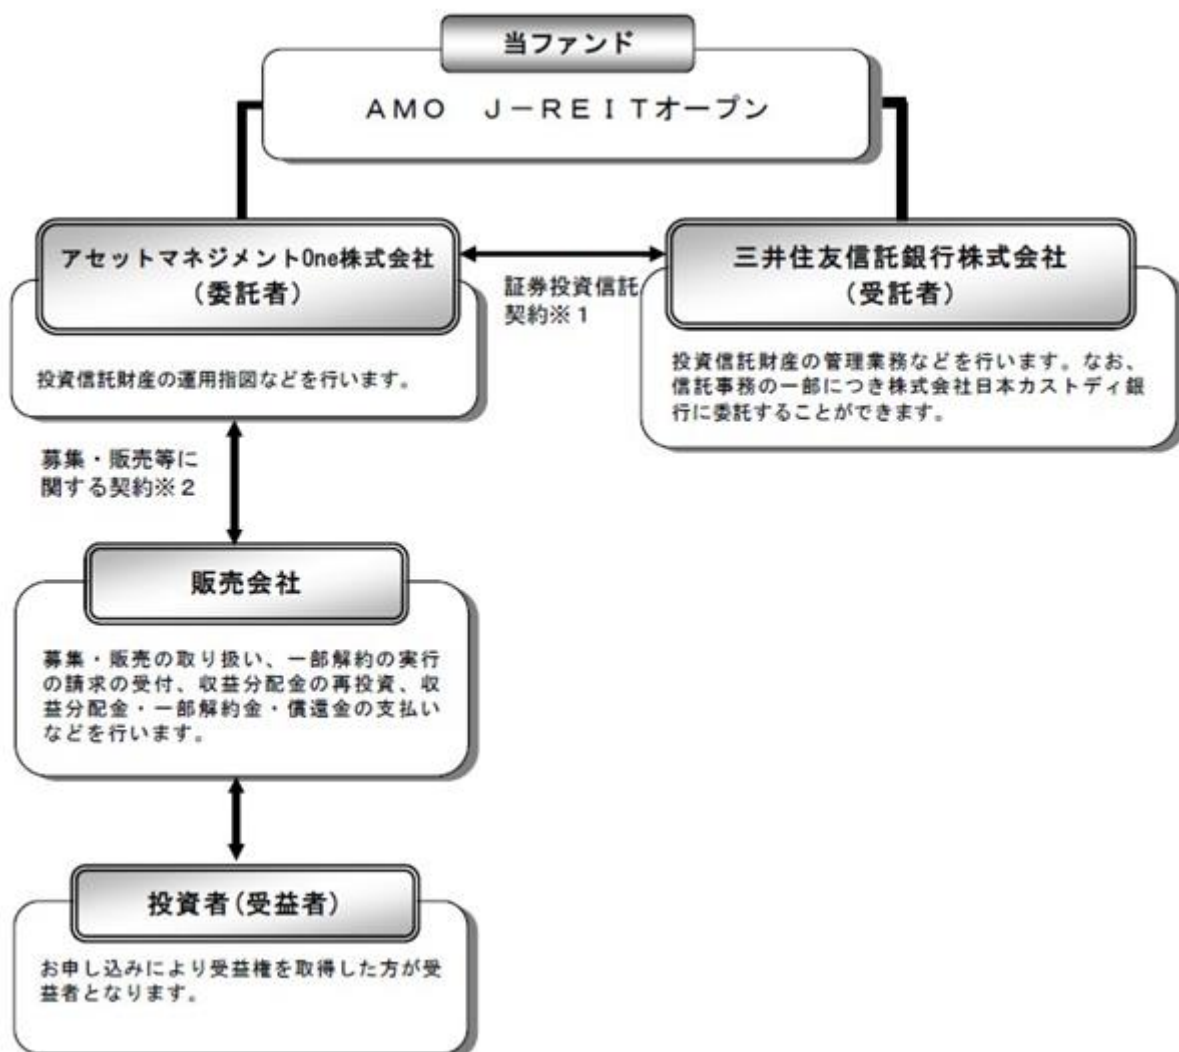 当ファンド
ＡＭＯ　Ｊ－ＲＥＩＴオープン
アセットマネジメントOne株式会社
（委託者）
投資信託財産の運用指図などを行います。
証券投資信託
契約※１
三井住友信託銀行株式会社
（受託者）
投資信託財産の管理業務などを行います。なお、
信託事務の一部につき株式会社日本カストディ銀
行に委託することができます。
募集・販売等に
関する契約※２
販売会社
募集・販売の取り扱い、一部解約の実行
の請求の受付、収益分配金の再投資、収
益分配金・一部解約金・償還金の支払い
などを行います。
投資者(受益者)
お申し込みにより受益権を取得した方が受
益者となります。